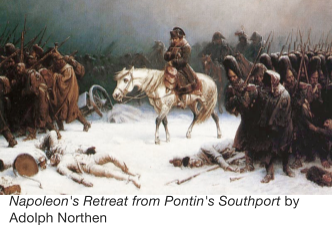 Napoleon's Retreat from Pontin's Southport by
Adolph Northen